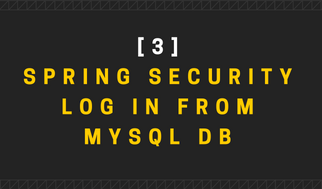 [3]
SPRING SECURITY
LOG IN FROM
MYSQL DB